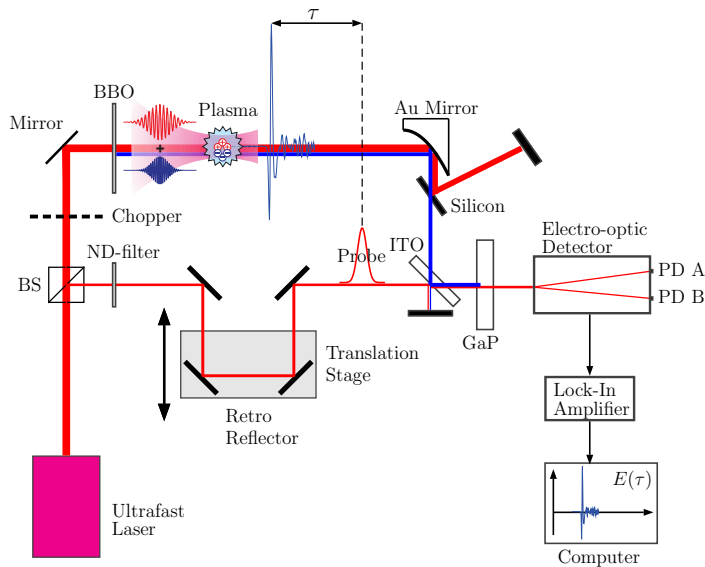 τ
BBO
Plasma
Au Mirror
Mirror
Chopper
Silicon
ND-filter
Probe
ITO
Electro-optic
Detector
BS
PD A
PD B
GaP
Translation
Stage
Retro
Reflector
Lock-In
Amplifier
E(τ)
Ultrafast
Laser
Computer